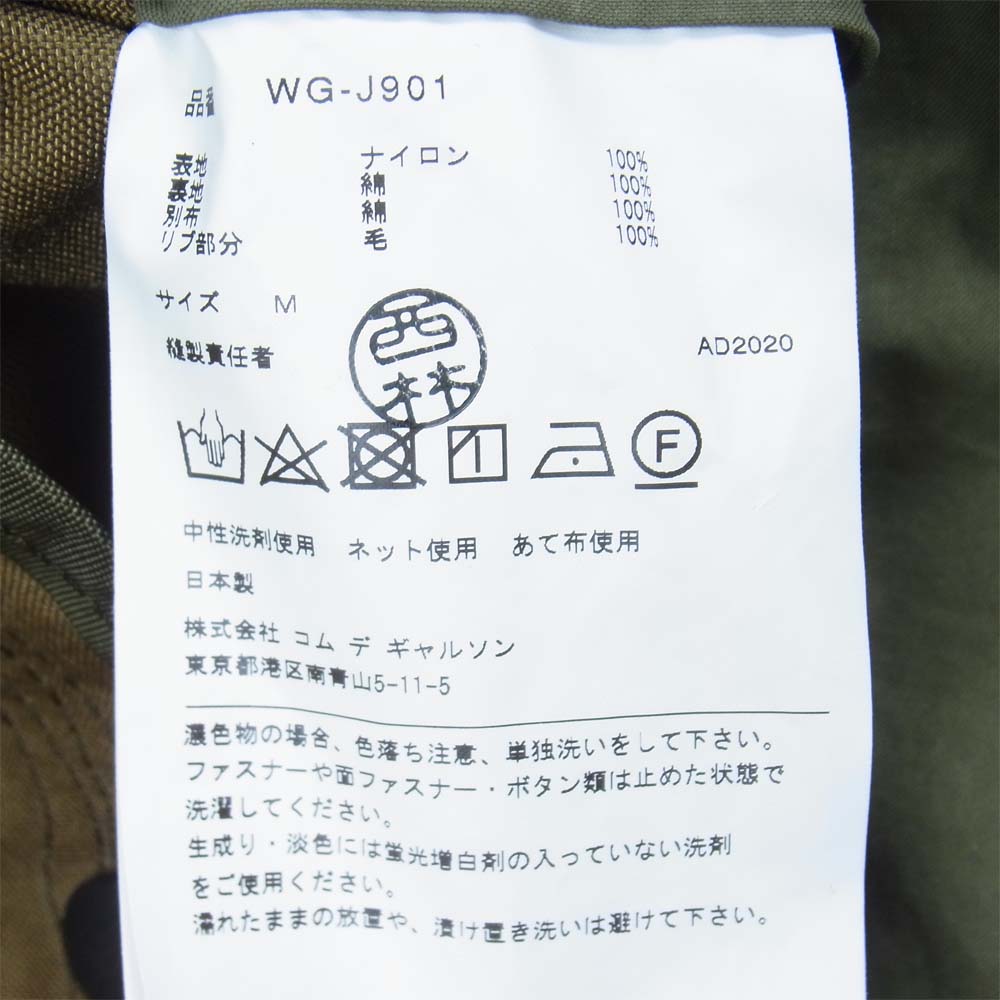 品番 WG-J901
表地 ナイロン 100%
裏地 綿 100%
別布 綿 100%
リブ部分 毛 100%
サイズ M
縫製責任者 西林 AD2020
F
中性洗剤使用 ネット使用 あて布使用
日本製
株式会社 コム デ ギャルソン
東京都港区南青山5-11-5
濃色物の場合、色落ち注意、単独洗いをして下さい。
ファスナーや面ファスナー・ボタン類は止めた状態で
洗濯してください。
生成り・淡色には蛍光増白剤の入っていない洗剤
をご使用ください。
濡れたままの放置や、漬け置き洗いは避けて下さい。